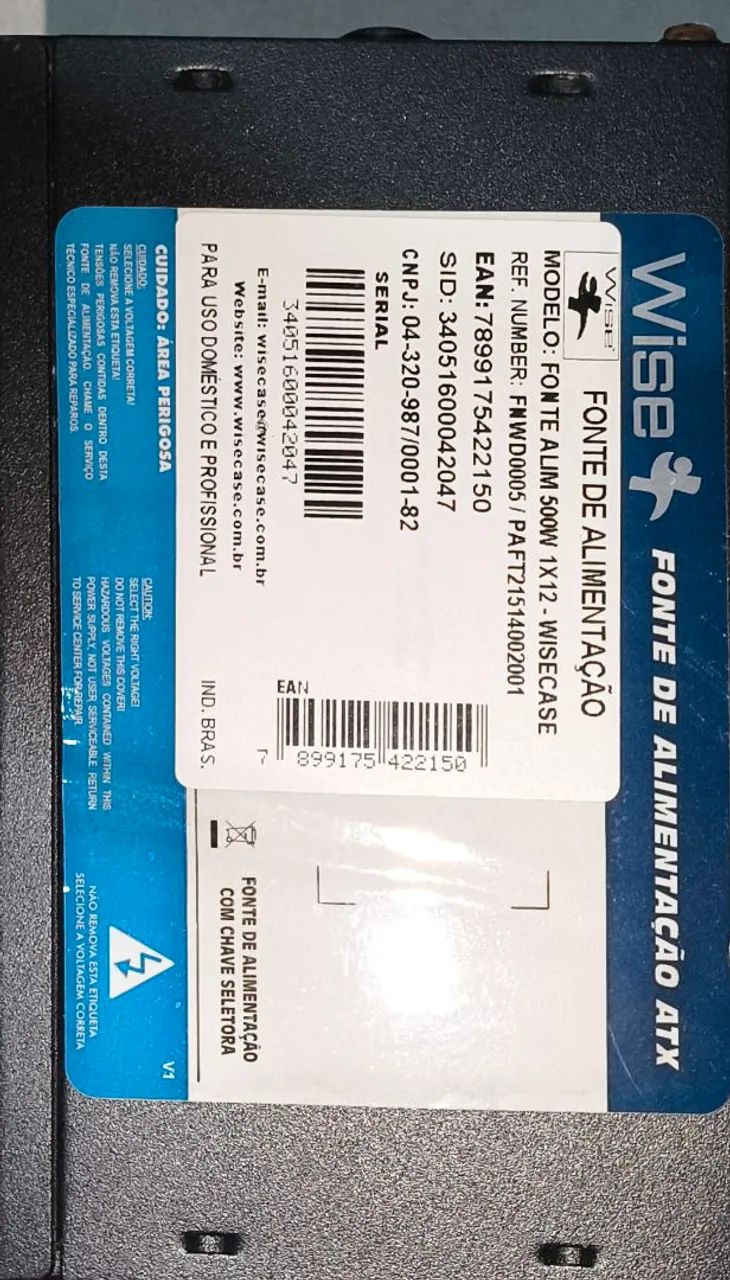 Wise
FONTE DE ALIMENTAÇÃO ATX
Wise
FONTE DE ALIMENTAÇÃO
MODELO: FONTE ALIM 500W 1X12 - WISECASE
REF. NUMBER: FNWD0005 / PAFT21514002001
EAN: 7899175422150
SID: 34051600042047
CNPJ: 04-320-987/0001-82
SERIAL
34051600042047
E-mail: wisecase@wisecase.com.br
Website: www.wisecase.com.br
PARA USO DOMÉSTICO E PROFISSIONAL
IND. BRAS.
EAN
7 899175 422150
FONTE DE ALIMENTAÇÃO
COM CHAVE SELETORA
CUIDADO: ÁREA PERIGOSA
CUIDADO:
SELECIONE A VOLTAGEM CORRETA!
NÃO REMOVA ESTA ETIQUETA!
TENSÕES PERIGOSAS CONTIDAS DENTRO DESTA
FONTE DE ALIMENTAÇÃO. CHAME O SERVIÇO
TÉCNICO ESPECIALIZADO PARA REPAROS.
CAUTION:
SELECT THE RIGHT VOLTAGE!
DO NOT REMOVE THIS COVER!
HAZARDOUS VOLTAGES CONTAINED WITHIN THIS
POWER SUPPLY, NOT USER SERVICEABLE RETURN
TO SERVICE CENTER FOR REPAIR
NÃO REMOVA ESTA ETIQUETA
SELECIONE A VOLTAGEM CORRETA
V.1